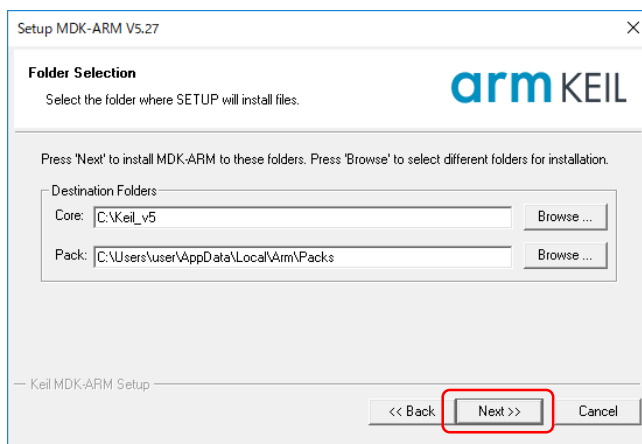 Setup MDK-ARM V5.27
Folder Selection
Select the folder where SETUP will install files.
arm KEIL
Press 'Next' to install MDK-ARM to these folders. Press 'Browse' to select different folders for installation.
Destination Folders
Core: C:\Keil_v5 Browse ...
Pack: C:\Users\user\AppData\Local\Arm\Packs Browse ...
Keil MDK-ARM Setup
<< Back Next >> Cancel